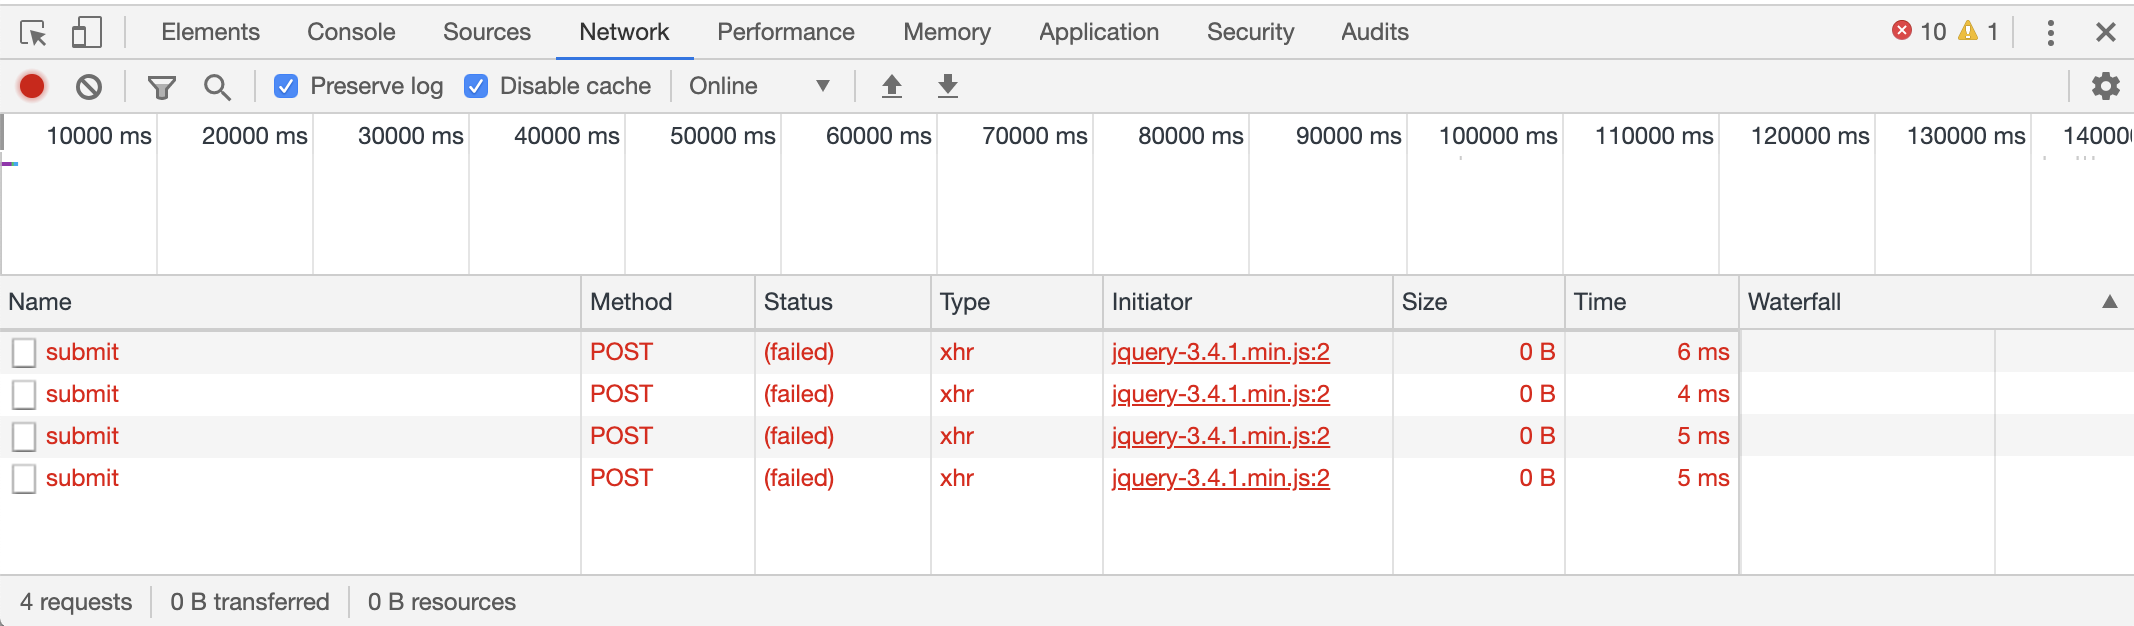 Elements Console Sources Network Performance Memory Application Security Audits 10 1
Preserve log Disable cache Online
10000 ms 20000 ms 30000 ms 40000 ms 50000 ms 60000 ms 70000 ms 80000 ms 90000 ms 100000 ms 110000 ms 120000 ms 130000 ms 14000
Name Method Status Type Initiator Size Time Waterfall
submit POST (failed) xhr jquery-3.4.1.min.js:2 0 B 6 ms
submit POST (failed) xhr jquery-3.4.1.min.js:2 0 B 4 ms
submit POST (failed) xhr jquery-3.4.1.min.js:2 0 B 5 ms
submit POST (failed) xhr jquery-3.4.1.min.js:2 0 B 5 ms
4 requests 0 B transferred 0 B resources